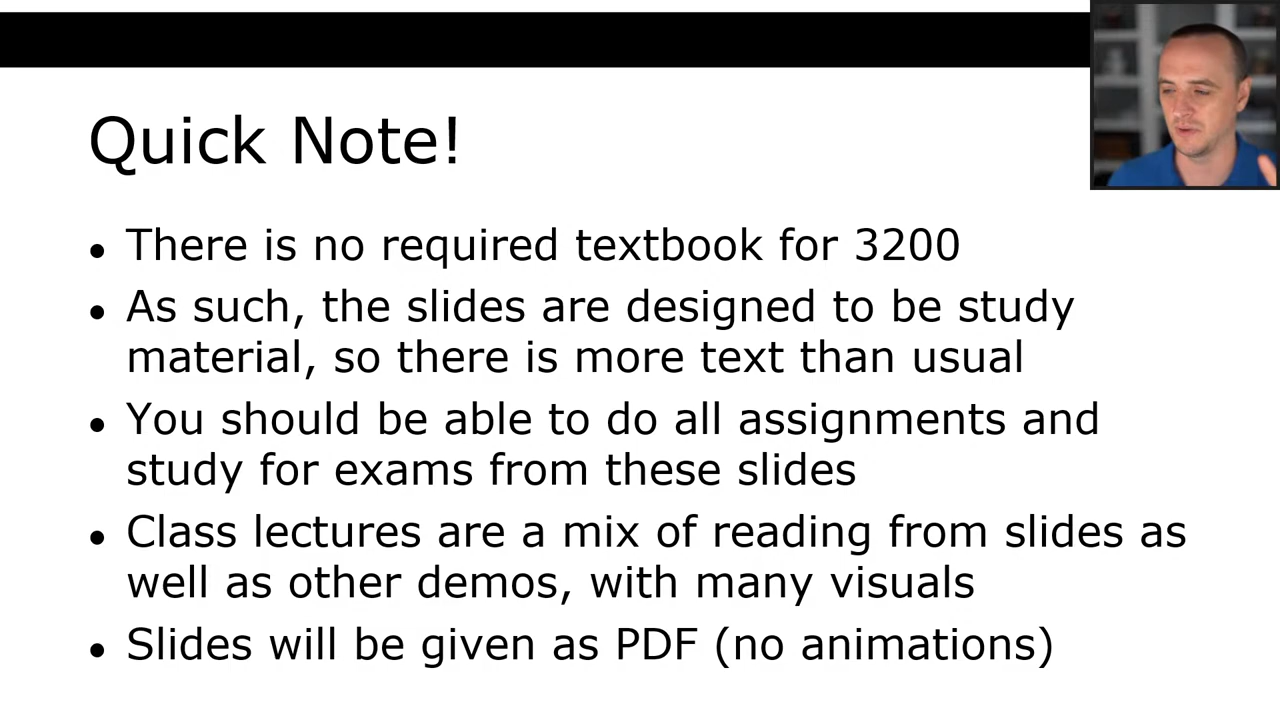 Quick Note!
• There is no required textbook for 3200
• As such, the slides are designed to be study
material, so there is more text than usual
• You should be able to do all assignments and
study for exams from these slides
• Class lectures are a mix of reading from slides as
well as other demos, with many visuals
• Slides will be given as PDF (no animations)